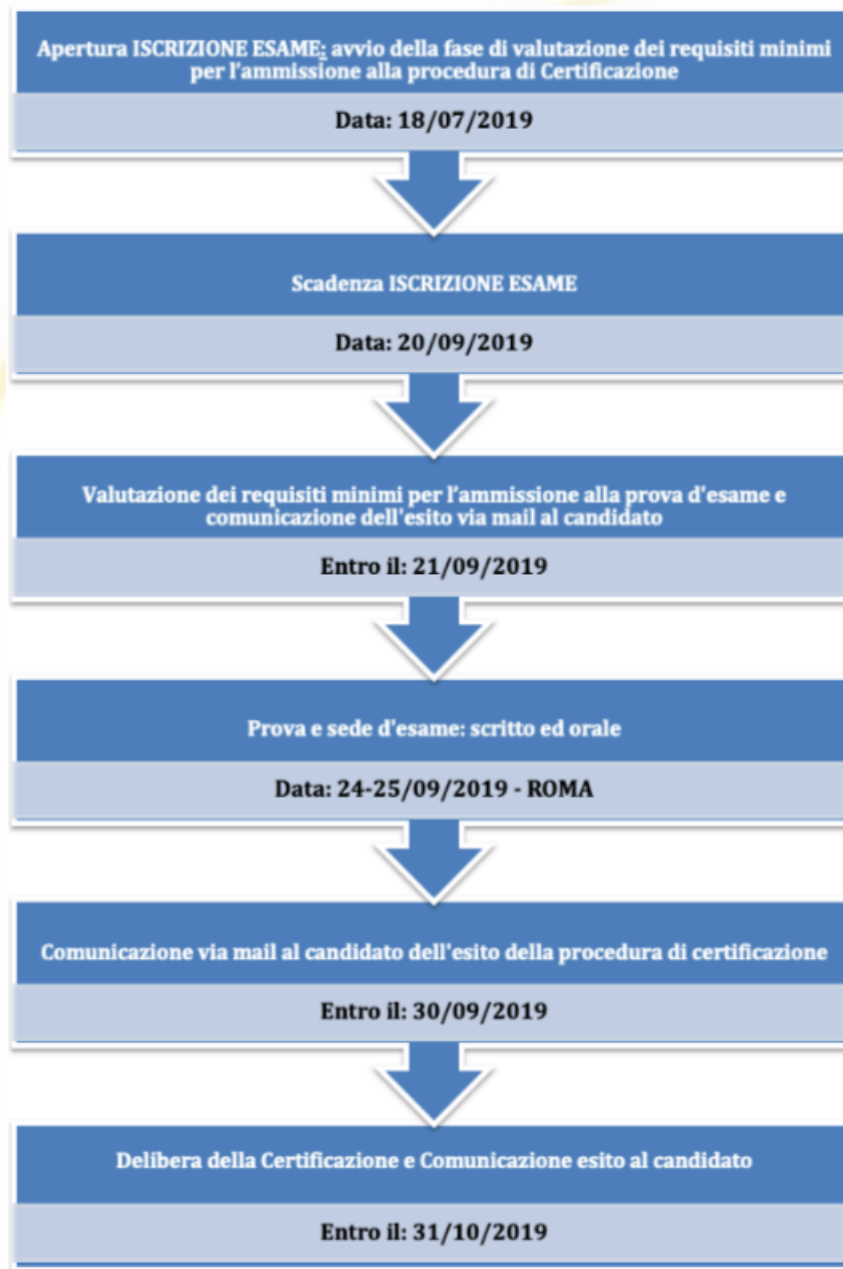 Apertura ISCRIZIONE ESAME: avvio della fase di valutazione dei requisiti minimi
per l'ammissione alla procedura di Certificazione
Data: 18/07/2019
Scadenza ISCRIZIONE ESAME
Data: 20/09/2019
Valutazione dei requisiti minimi per l'ammissione alla prova d'esame e
comunicazione dell'esito via mail al candidato
Entro il: 21/09/2019
Prova e sede d'esame: scritto ed orale
Data: 24-25/09/2019 - ROMA
Comunicazione via mail al candidato dell'esito della procedura di certificazione
Entro il: 30/09/2019
Delibera della Certificazione e Comunicazione esito al candidato
Entro il: 31/10/2019